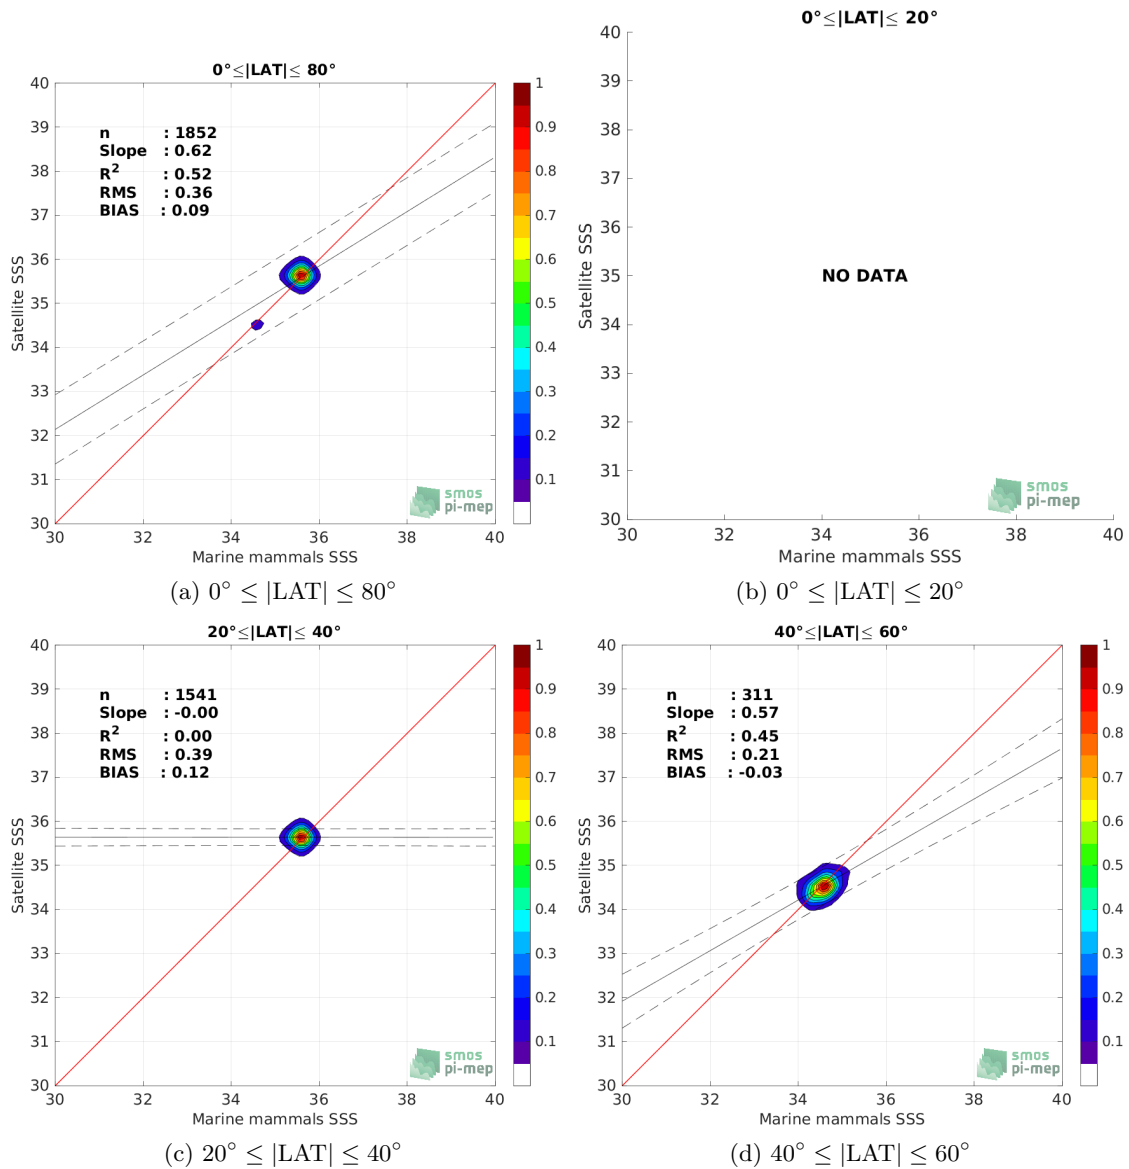 0°≤|LAT|≤ 80°
40
39
38
37
36
35
34
33
32
31
30
n : 1852
Slope : 0.62
R² : 0.52
RMS : 0.36
BIAS : 0.09
Satellite SSS
smos
pi-mep
30 32 34 36 38 40
Marine mammals SSS
1
0.9
0.8
0.7
0.6
0.5
0.4
0.3
0.2
0.1
(a) 0° ≤ |LAT| ≤ 80°
0°≤|LAT|≤ 20°
40
39
38
37
36
35
34
33
32
31
30
Satellite SSS
NO DATA
smos
pi-mep
30 32 34 36 38 40
Marine mammals SSS
(b) 0° ≤ |LAT| ≤ 20°
20°≤|LAT|≤ 40°
40
39
38
37
36
35
34
33
32
31
30
n : 1541
Slope : -0.00
R² : 0.00
RMS : 0.39
BIAS : 0.12
Satellite SSS
smos
pi-mep
30 32 34 36 38 40
Marine mammals SSS
1
0.9
0.8
0.7
0.6
0.5
0.4
0.3
0.2
0.1
(c) 20° ≤ |LAT| ≤ 40°
40°≤|LAT|≤ 60°
40
39
38
37
36
35
34
33
32
31
30
n : 311
Slope : 0.57
R² : 0.45
RMS : 0.21
BIAS : -0.03
Satellite SSS
smos
pi-mep
30 32 34 36 38 40
Marine mammals SSS
1
0.9
0.8
0.7
0.6
0.5
0.4
0.3
0.2
0.1
(d) 40° ≤ |LAT| ≤ 60°